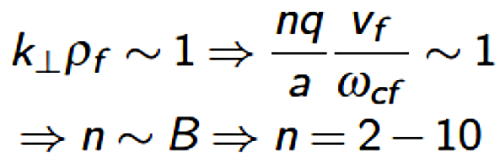 k⊥ρf ∼ 1 ⇒ nq/a vf/ωcf ∼ 1
⇒ n ∼ B ⇒ n = 2 − 10